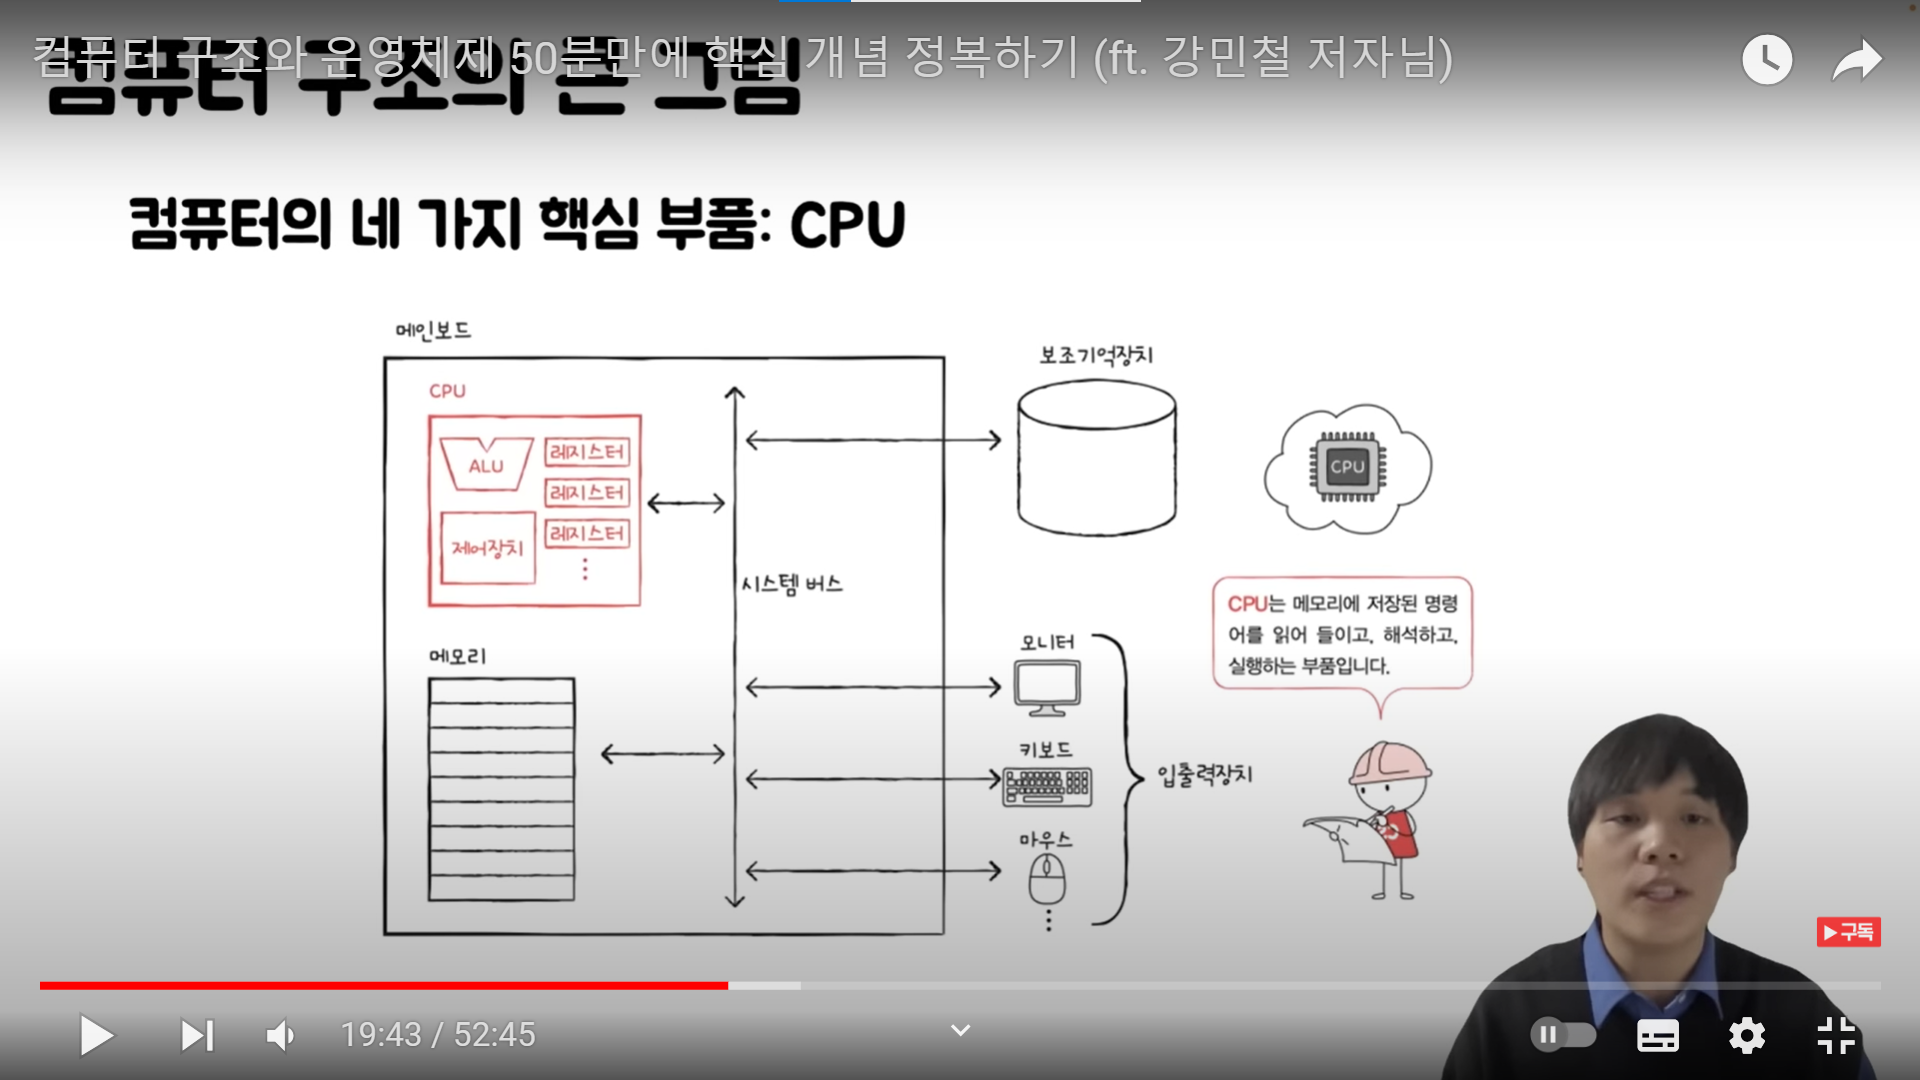 컴퓨터 구조와 운영체제 50분만에 핵심 개념 정복하기 (ft. 강민철 저자님)
컴퓨터 구조의 큰 그림
컴퓨터의 네 가지 핵심 부품: CPU
메인보드
CPU
ALU
레지스터
레지스터
레지스터
제어장치
시스템 버스
메모리
보조기억장치
모니터
키보드
마우스
입출력장치
CPU
CPU는 메모리에 저장된 명령
어를 읽어 들이고, 해석하고,
실행하는 부품입니다.
구독
19:43 / 52:45